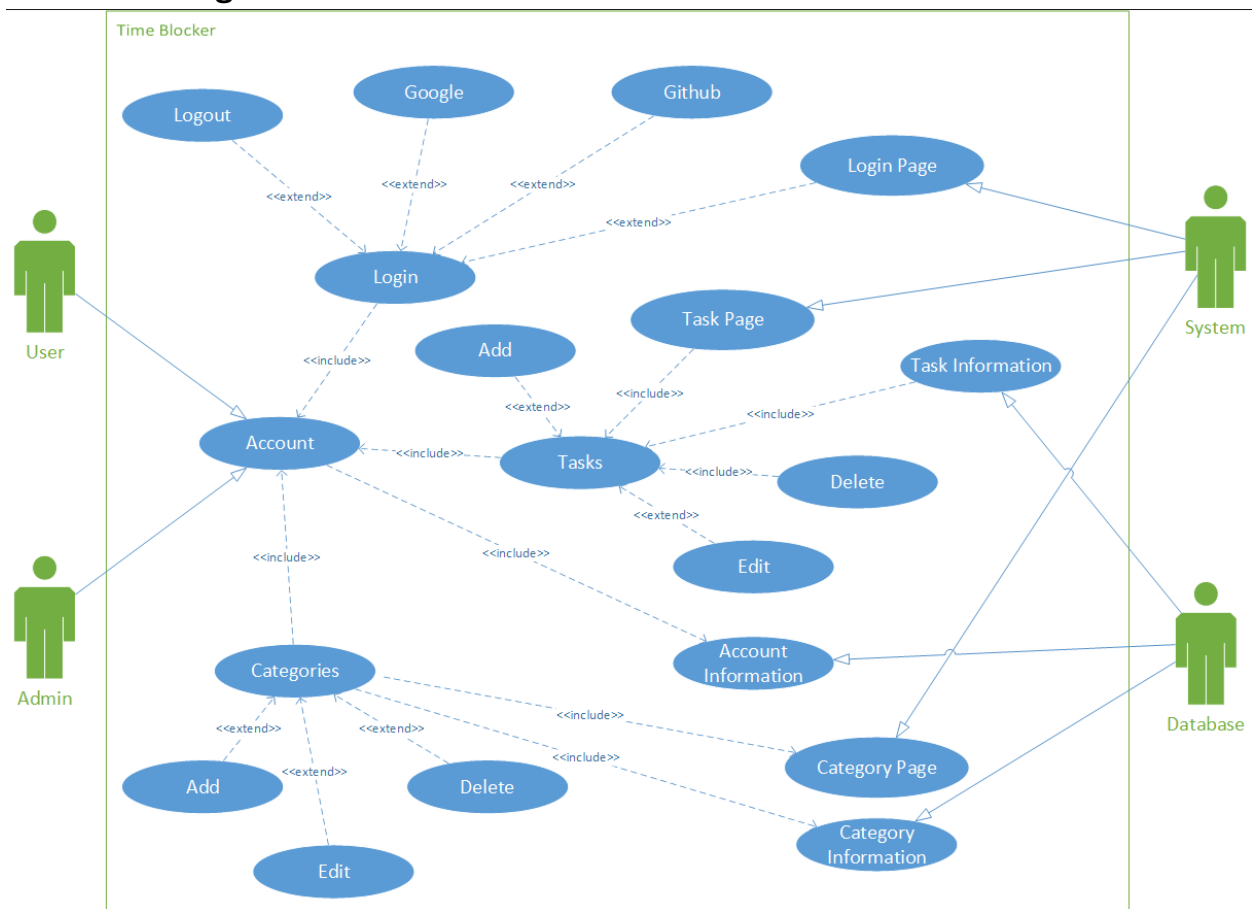 Time Blocker
Logout
Google
Github
Login Page
<<extend>>
<<extend>>
<<extend>>
<<extend>>
Login
User
System
Task Page
Add
Task Information
<<include>>
<<include>>
<<extend>>
<<include>>
Account
<<include>>
Tasks
<<include>>
Delete
<<extend>>
Edit
<<include>>
<<include>>
Admin
Categories
Account
Information
Database
<<include>>
<<extend>>
<<extend>>
<<include>>
<<extend>>
Add
Delete
Category Page
Edit
Category
Information